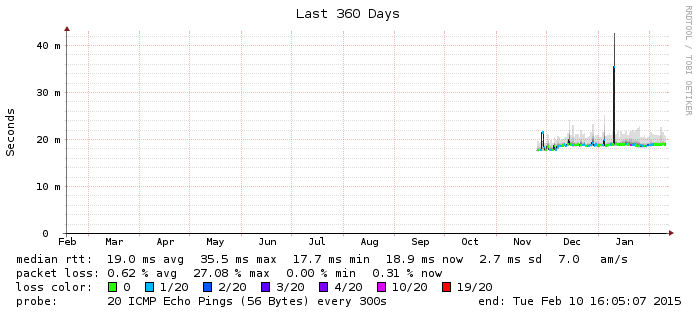 Last 360 Days
RRDTOOL / TOBI OETIKER
Seconds
40 m
30 m
20 m
10 m
0
Feb Mar Apr May Jun Jul Aug Sep Oct Nov Dec Jan
median rtt: 19.0 ms avg 35.5 ms max 17.7 ms min 18.9 ms now 2.7 ms sd 7.0 am/s
packet loss: 0.62 % avg 27.08 % max 0.00 % min 0.31 % now
loss color: 0 1/20 2/20 3/20 4/20 10/20 19/20
probe: 20 ICMP Echo Pings (56 Bytes) every 300s end: Tue Feb 10 16:05:07 2015